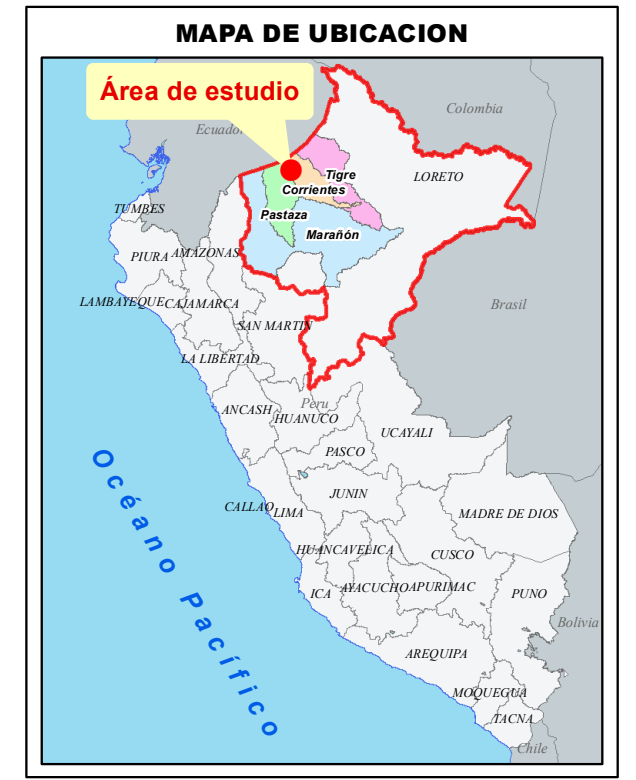 MAPA DE UBICACION
Área de estudio
Colombia
Ecuador
Tigre
LORETO
Corrientes
TUMBES
Pastaza
Marañón
PIURA
AMAZONAS
LAMBAYEQUE
CAJAMARCA
Brasil
SAN MARTIN
LA LIBERTAD
Peru
ANCASH
HUANUCO
UCAYALI
PASCO
Océano Pacífico
JUNIN
CALLAO
LIMA
MADRE DE DIOS
HUANCAVELICA
CUSCO
ICA
AYACUCHO
APURIMAC
PUNO
Bolivia
AREQUIPA
MOQUEGUA
TACNA
Chile